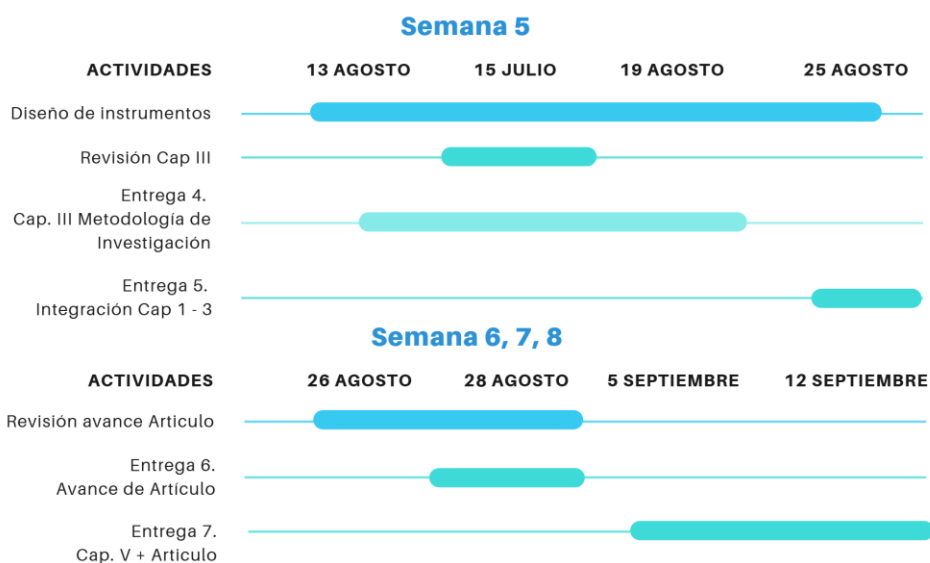 Semana 5
ACTIVIDADES 13 AGOSTO 15 JULIO 19 AGOSTO 25 AGOSTO
Diseño de instrumentos
Revisión Cap III
Entrega 4.
Cap. III Metodología de
Investigación
Entrega 5.
Integración Cap 1 - 3
Semana 6, 7, 8
ACTIVIDADES 26 AGOSTO 28 AGOSTO 5 SEPTIEMBRE 12 SEPTIEMBRE
Revisión avance Articulo
Entrega 6.
Avance de Artículo
Entrega 7.
Cap. V + Articulo